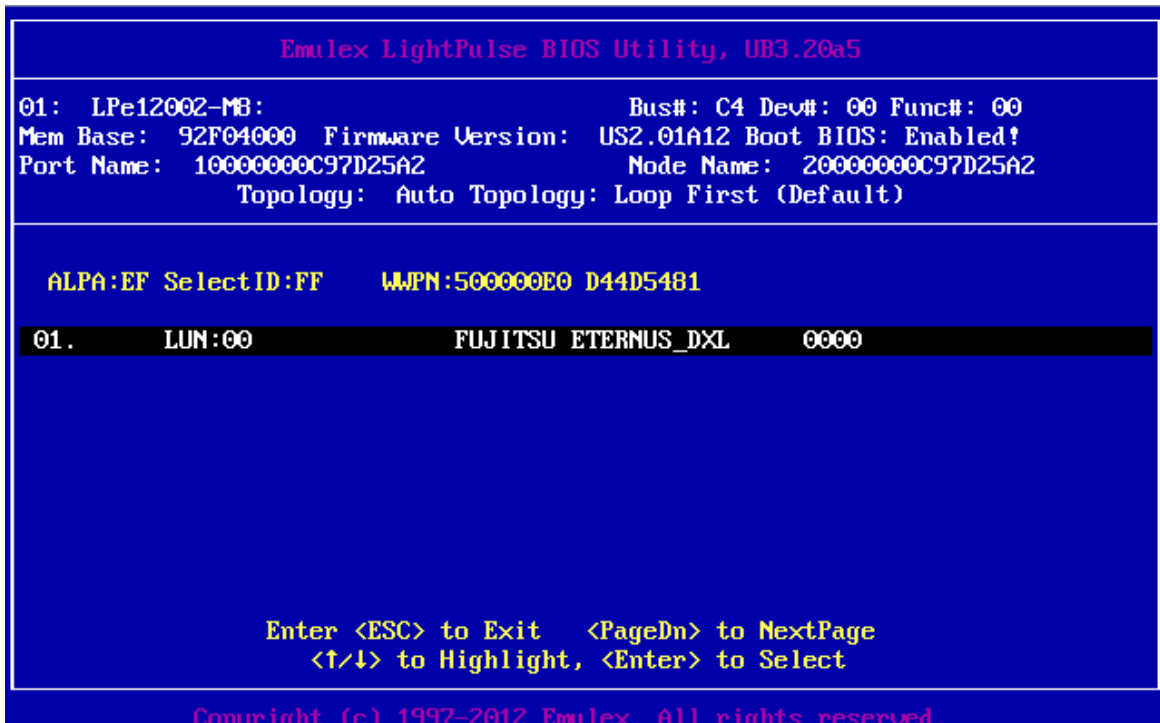 Emulex LightPulse BIOS Utility, UB3.20a5
01: LPe12002-M8: Bus#: C4 Dev#: 00 Func#: 00
Mem Base: 92F04000 Firmware Version: US2.01A12 Boot BIOS: Enabled!
Port Name: 10000000C97D25A2 Node Name: 20000000C97D25A2
Topology: Auto Topology: Loop First (Default)
ALPA:EF SelectID:FF WWPN:500000E0 D44D5481
01. LUN:00 FUJITSU ETERNUS_DXL 0000
Enter <ESC> to Exit <PageDn> to NextPage
<↑/↓> to Highlight, <Enter> to Select
Copyright (c) 1997-2012 Emulex. All rights reserved.